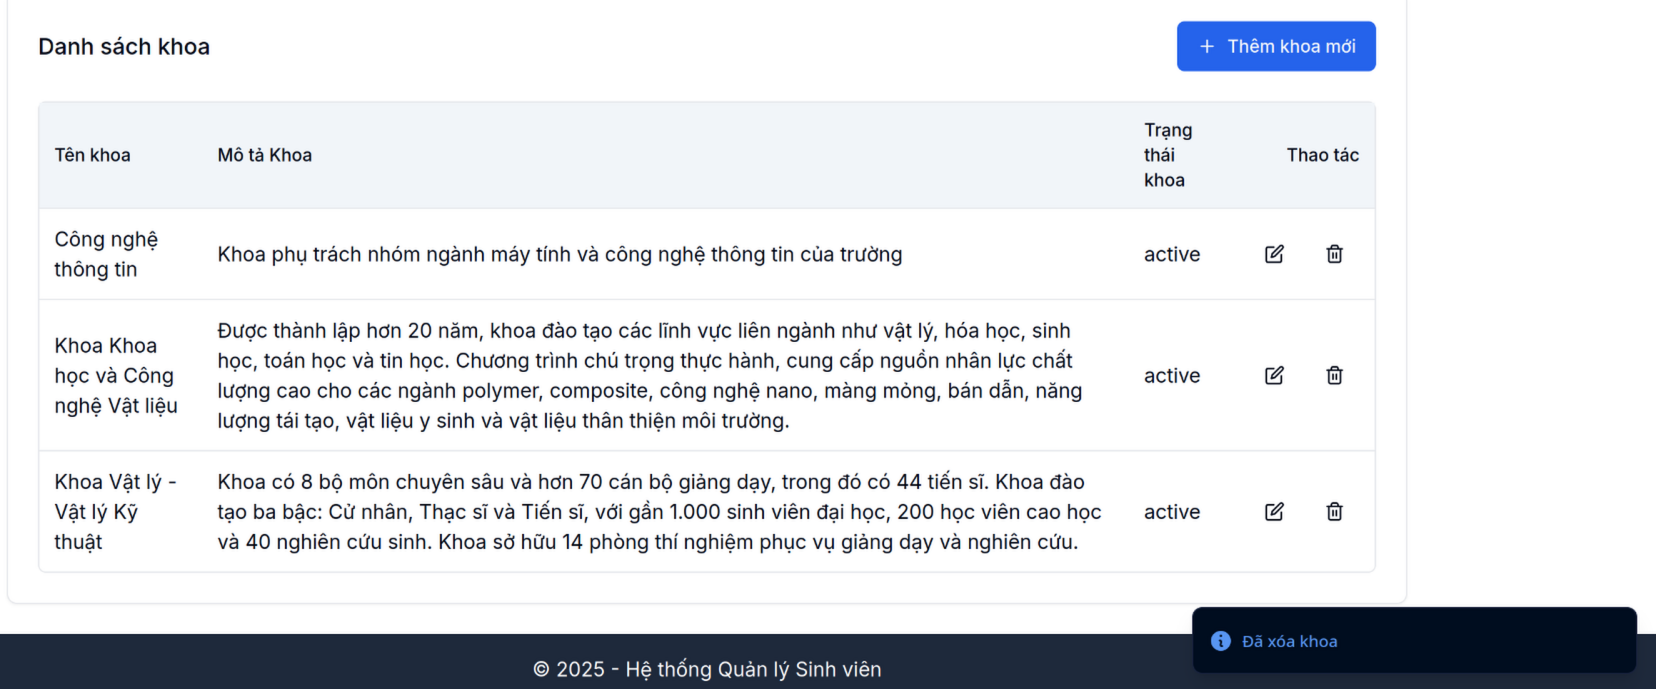 Danh sách khoa
Thêm khoa mới
Tên khoa
Mô tả Khoa
Trạng
thái
khoa
Thao tác
Công nghệ
thông tin
Khoa phụ trách nhóm ngành máy tính và công nghệ thông tin của trường
active
Khoa Khoa
học và Công
nghệ Vật liệu
Được thành lập hơn 20 năm, khoa đào tạo các lĩnh vực liên ngành như vật lý, hóa học, sinh
học, toán học và tin học. Chương trình chú trọng thực hành, cung cấp nguồn nhân lực chất
lượng cao cho các ngành polymer, composite, công nghệ nano, màng mỏng, bán dẫn, năng
lượng tái tạo, vật liệu y sinh và vật liệu thân thiện môi trường.
active
Khoa Vật lý -
Vật lý Kỹ
thuật
Khoa có 8 bộ môn chuyên sâu và hơn 70 cán bộ giảng dạy, trong đó có 44 tiến sĩ. Khoa đào
tạo ba bậc: Cử nhân, Thạc sĩ và Tiến sĩ, với gần 1.000 sinh viên đại học, 200 học viên cao học
và 40 nghiên cứu sinh. Khoa sở hữu 14 phòng thí nghiệm phục vụ giảng dạy và nghiên cứu.
active
Đã xóa khoa
© 2025 - Hệ thống Quản lý Sinh viên